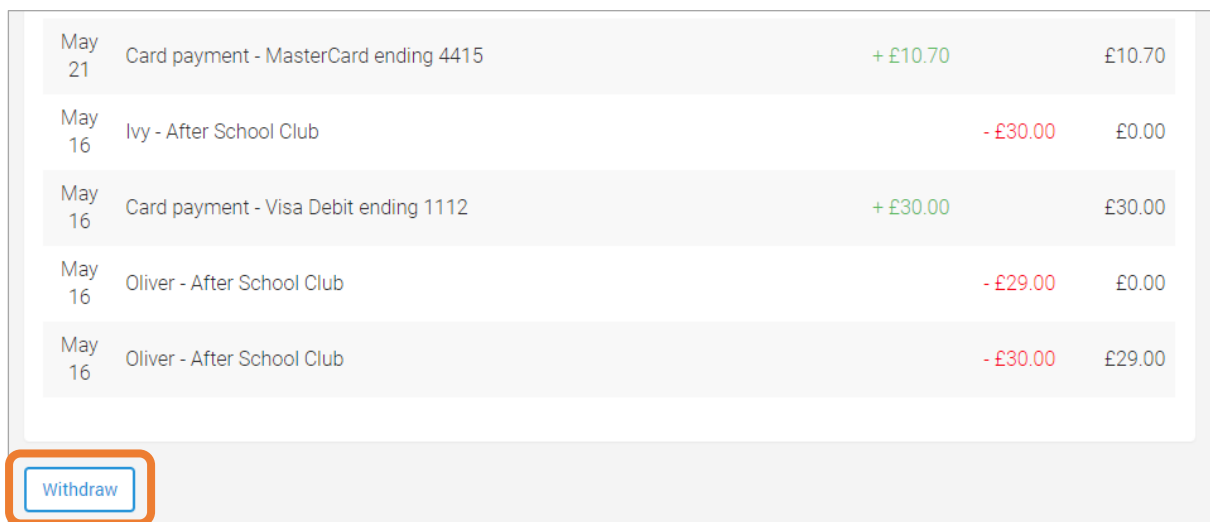 May 21 Card payment - MasterCard ending 4415 + £10.70 £10.70
May 16 Ivy - After School Club - £30.00 £0.00
May 16 Card payment - Visa Debit ending 1112 + £30.00 £30.00
May 16 Oliver - After School Club - £29.00 £0.00
May 16 Oliver - After School Club - £30.00 £29.00
Withdraw